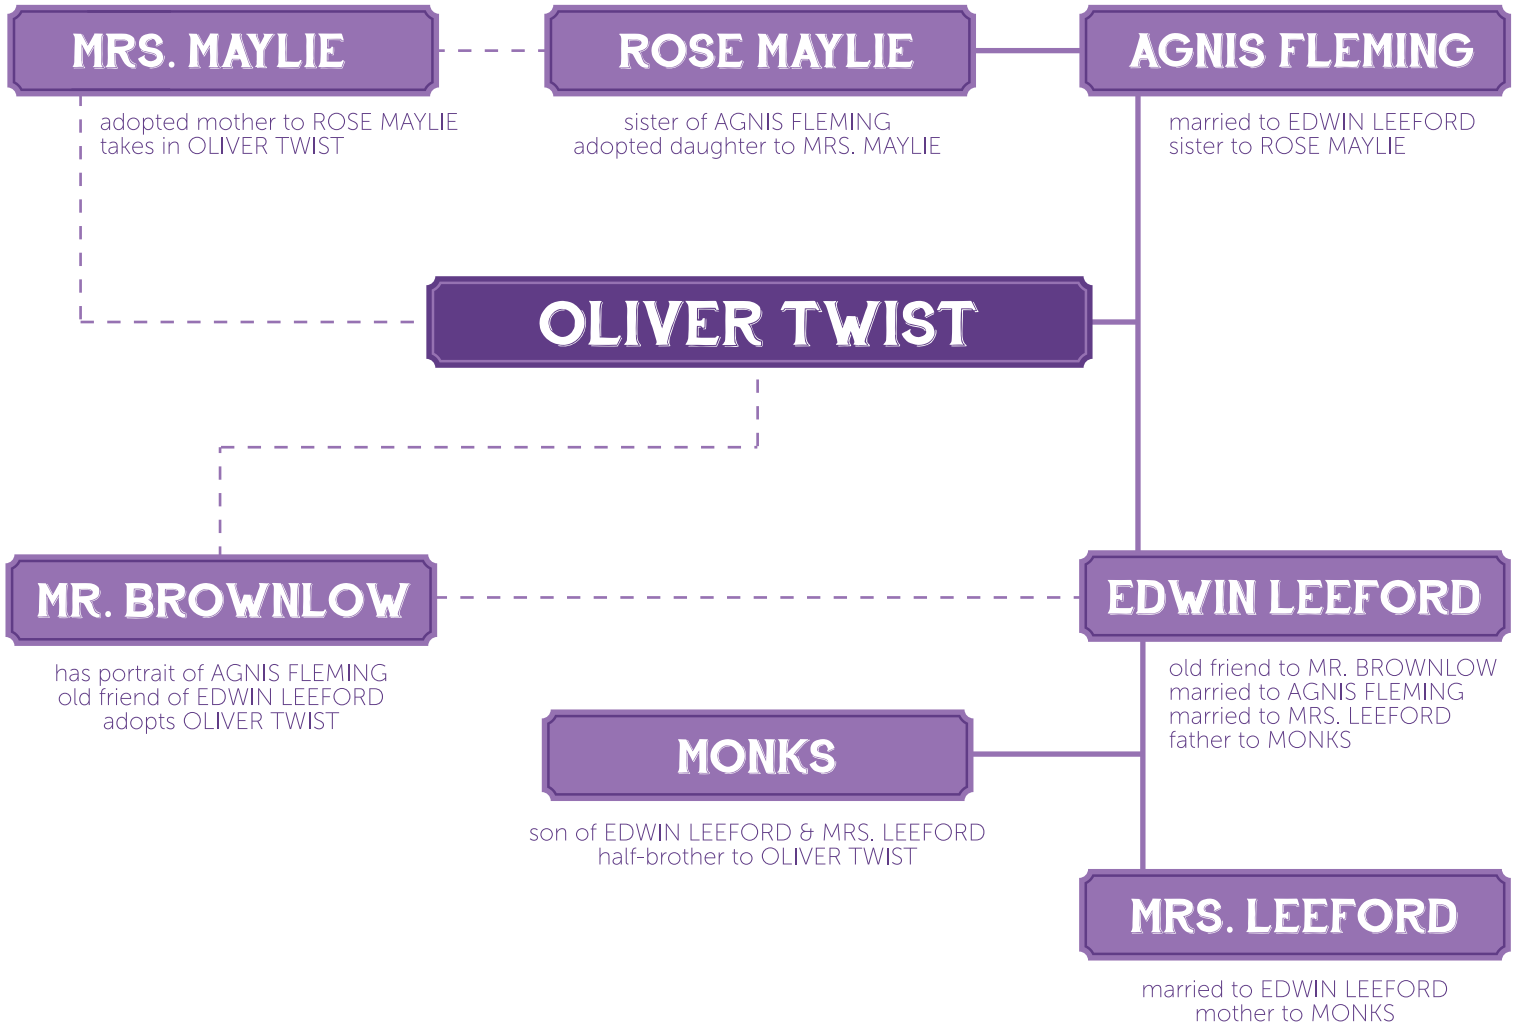 MRS. MAYLIE
adopted mother to ROSE MAYLIE
takes in OLIVER TWIST
ROSE MAYLIE
sister of AGNIS FLEMING
adopted daughter to MRS. MAYLIE
AGNIS FLEMING
married to EDWIN LEEFORD
sister to ROSE MAYLIE
OLIVER TWIST
MR. BROWNLOW
has portrait of AGNIS FLEMING
old friend of EDWIN LEEFORD
adopts OLIVER TWIST
EDWIN LEEFORD
old friend to MR. BROWNLOW
married to AGNIS FLEMING
married to MRS. LEEFORD
father to MONKS
MONKS
son of EDWIN LEEFORD & MRS. LEEFORD
half-brother to OLIVER TWIST
MRS. LEEFORD
married to EDWIN LEEFORD
mother to MONKS